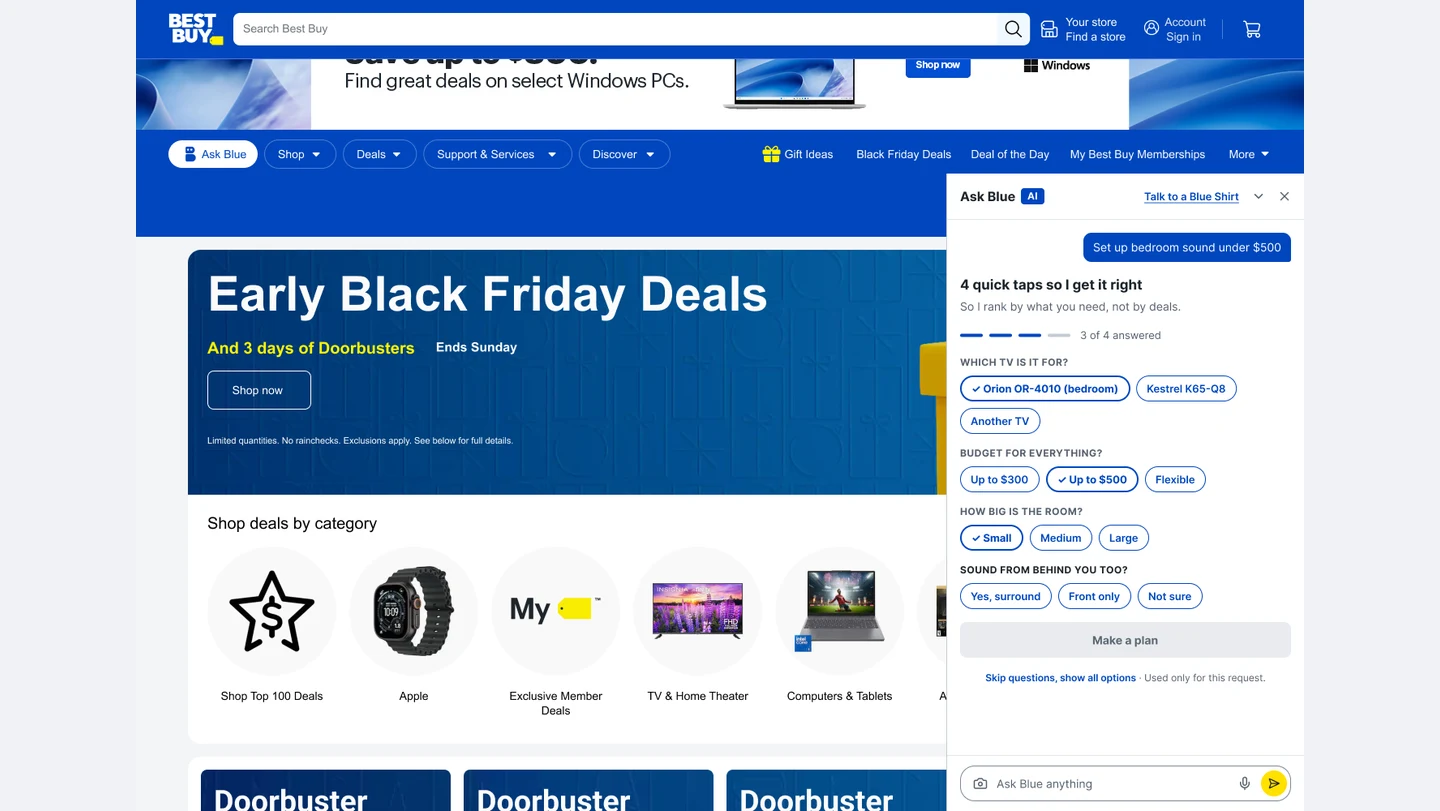 BEST BUY
Search Best Buy
Your store
Find a store
Account
Sign in
Find great deals on select Windows PCs.
Shop now
Windows
Ask Blue
Shop
Deals
Support & Services
Discover
Gift Ideas
Black Friday Deals
Deal of the Day
My Best Buy Memberships
More
Early Black Friday Deals
And 3 days of Doorbusters
Ends Sunday
Shop now
Limited quantities. No rainchecks. Exclusions apply. See below for full details.
Shop deals by category
My ™
INSIGNIA
FHD
intel
Shop Top 100 Deals
Apple
Exclusive Member
Deals
TV & Home Theater
Computers & Tablets
Doorbuster
Doorbuster
Doorbuster
Ask Blue AI
Talk to a Blue Shirt
Set up bedroom sound under $500
4 quick taps so I get it right
So I rank by what you need, not by deals.
3 of 4 answered
WHICH TV IS IT FOR?
✓ Orion OR-4010 (bedroom)
Kestrel K65-Q8
Another TV
BUDGET FOR EVERYTHING?
Up to $300
✓ Up to $500
Flexible
HOW BIG IS THE ROOM?
✓ Small
Medium
Large
SOUND FROM BEHIND YOU TOO?
Yes, surround
Front only
Not sure
Make a plan
Skip questions, show all options · Used only for this request.
Ask Blue anything